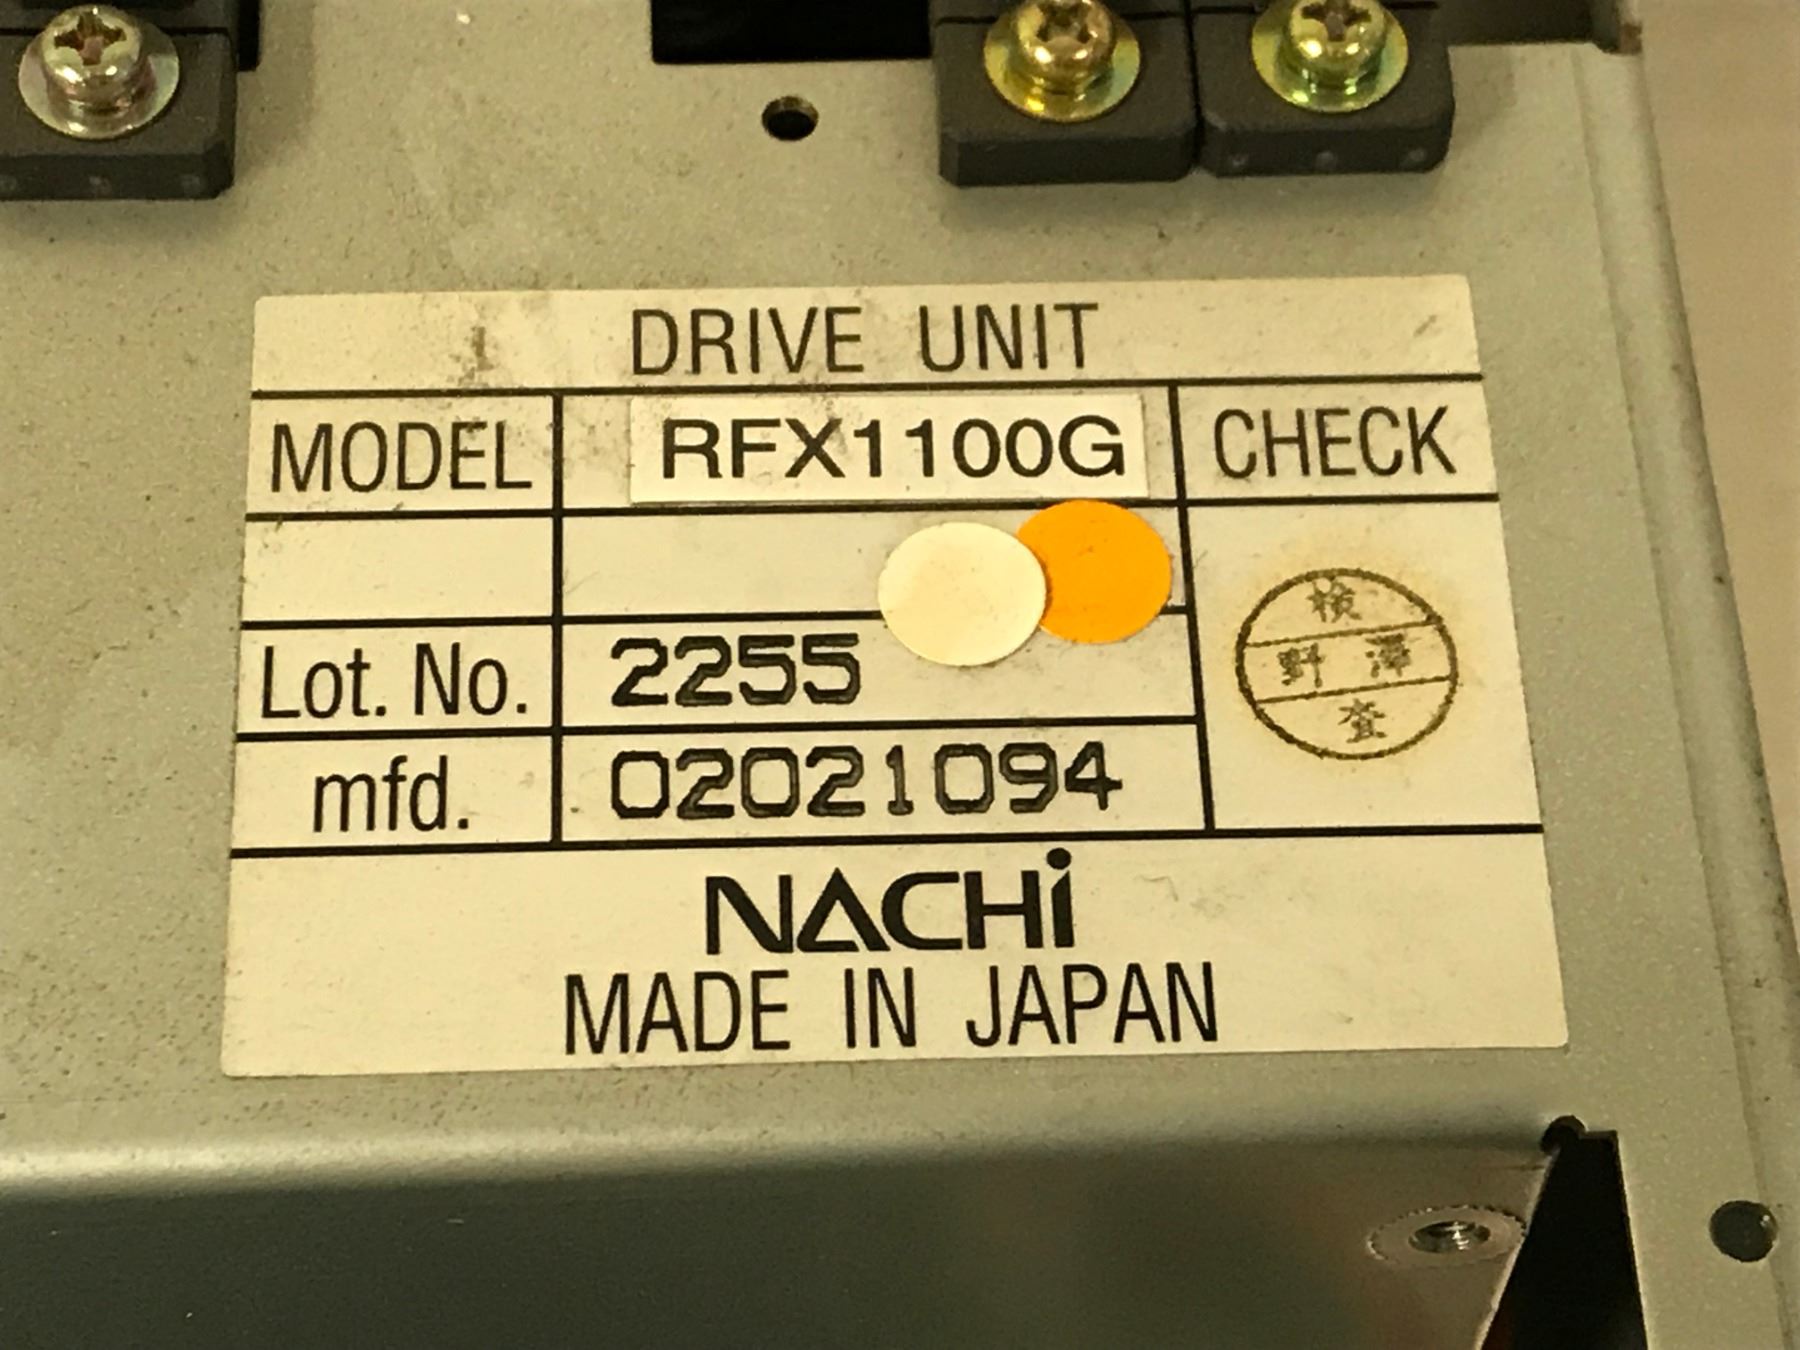 DRIVE UNIT
MODEL RFX1100G CHECK
Lot. No. 2255
mfd. 02021094
検
野澤
査
NACHi
MADE IN JAPAN